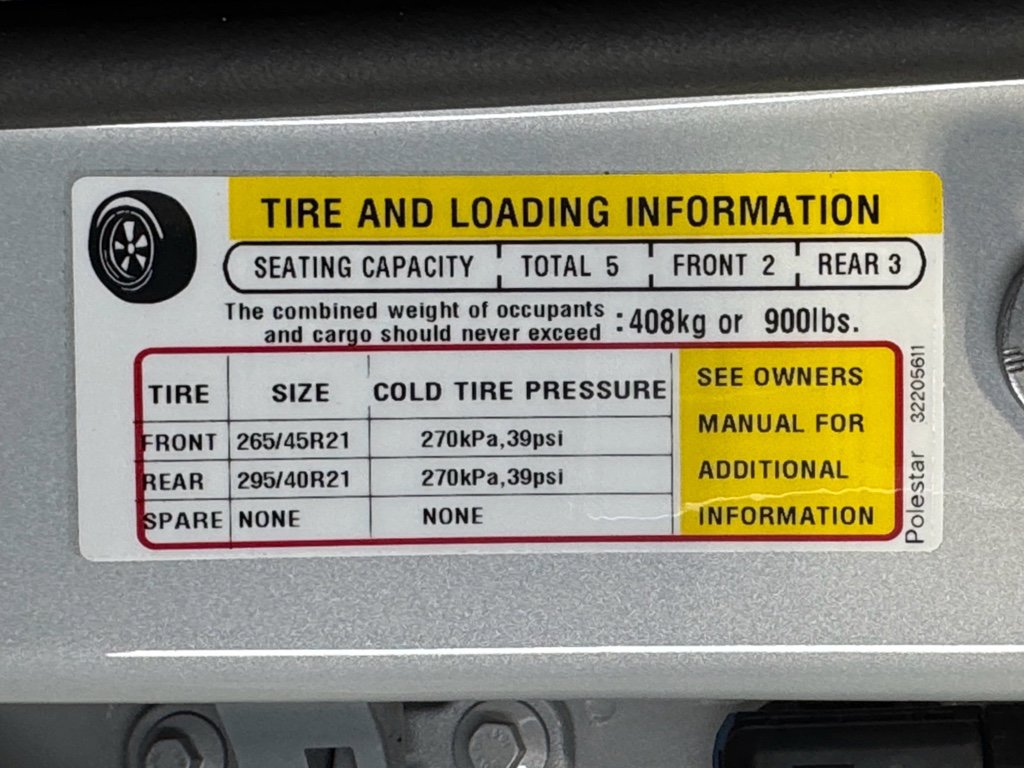 TIRE AND LOADING INFORMATION
SEATING CAPACITY TOTAL 5 FRONT 2 REAR 3
The combined weight of occupants
and cargo should never exceed : 408kg or 900lbs.
TIRE SIZE COLD TIRE PRESSURE
FRONT 265/45R21 270kPa,39psi
REAR 295/40R21 270kPa,39psi
SPARE NONE NONE
SEE OWNERS
MANUAL FOR
ADDITIONAL
INFORMATION
Polestar 32205611